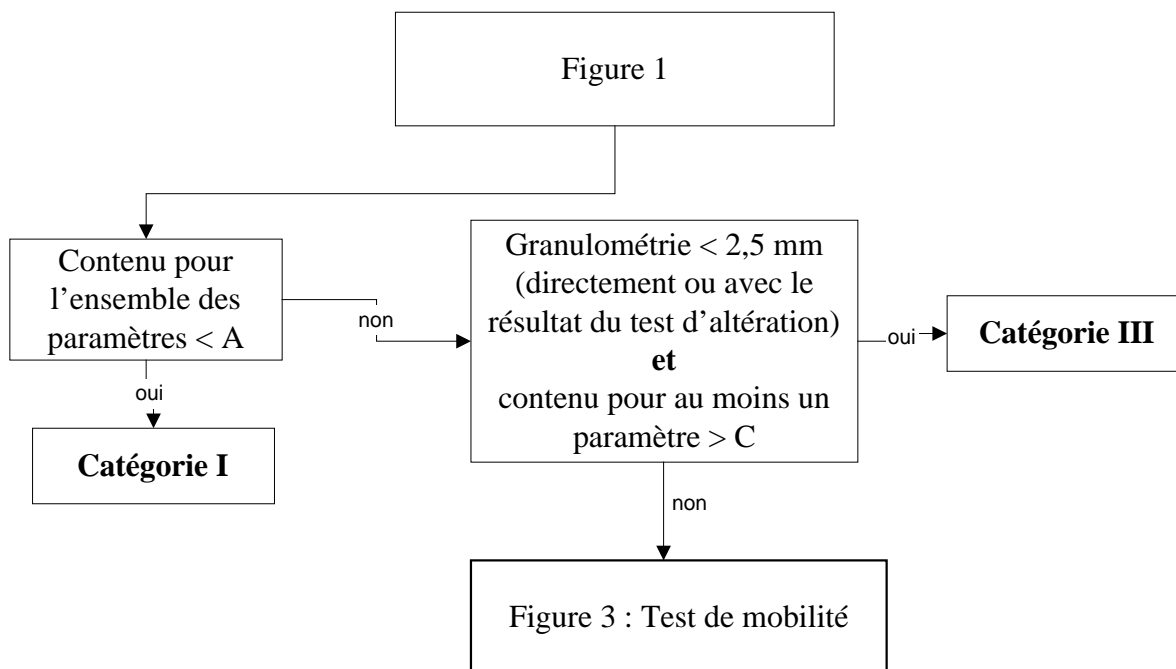 Figure 1
Contenu pour
l’ensemble des
paramètres < A
non
Granulométrie < 2,5 mm
(directement ou avec le
résultat du test d’altération)
et
contenu pour au moins un
paramètre > C
oui
Catégorie III
oui
Catégorie I
non
Figure 3 : Test de mobilité